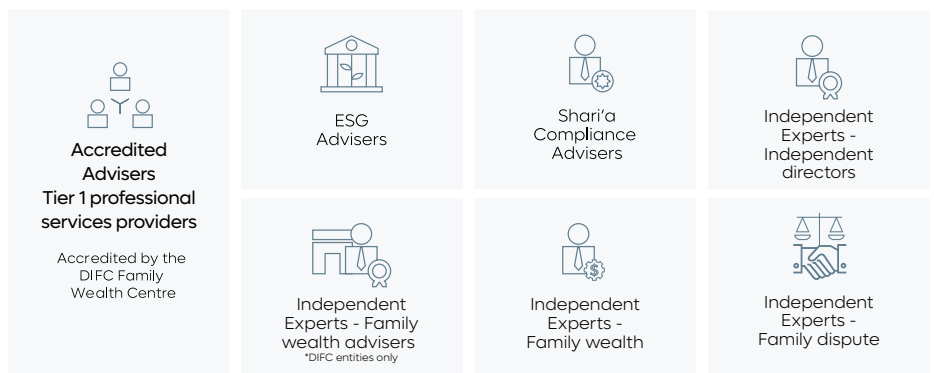 Accredited
Advisers
Tier 1 professional
services providers
Accredited by the
DIFC Family
Wealth Centre
ESG
Advisers
Shari’a
Compliance
Advisers
Independent
Experts -
Independent
directors
Independent
Experts - Family
wealth advisers
*DIFC entities only
Independent
Experts -
Family wealth
Independent
Experts -
Family dispute